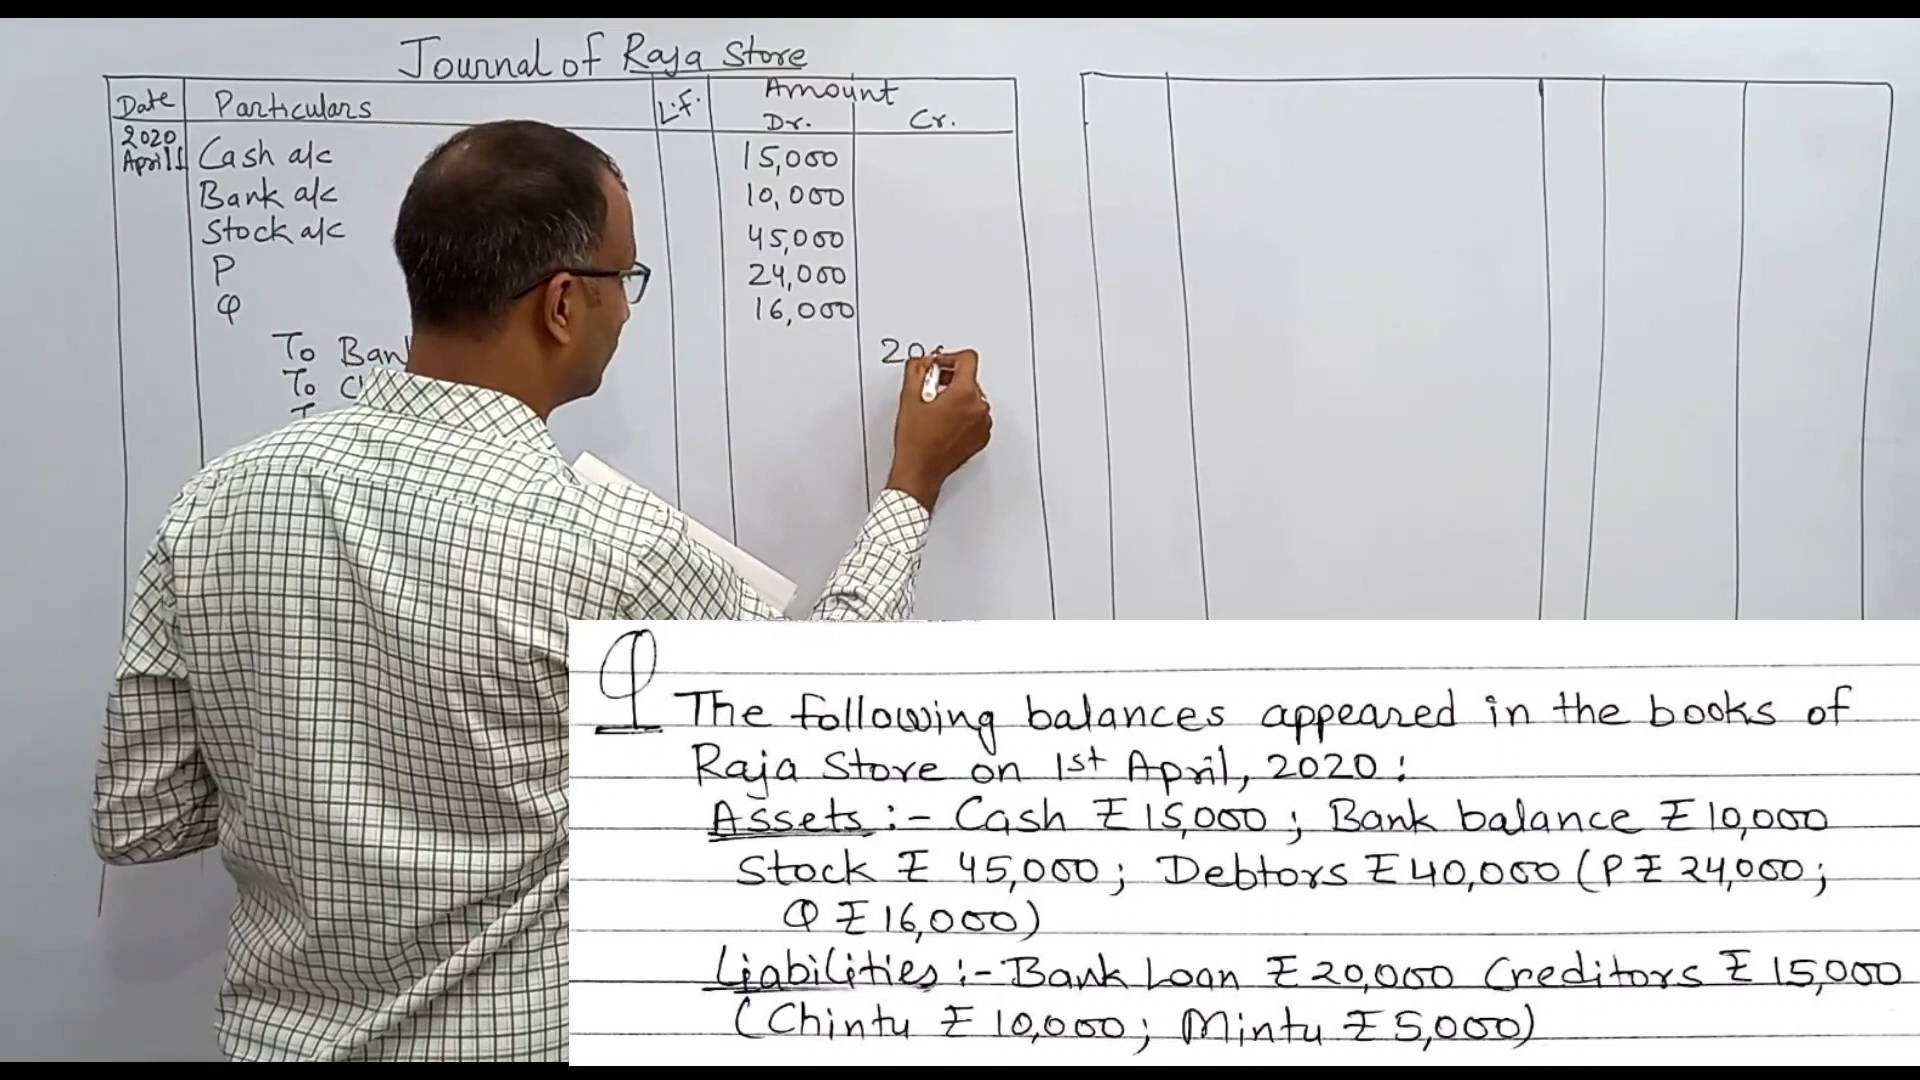 Journal of Raja Store
Date Particulars L.F. Amount
Dr. Cr.
2020
April 1 Cash a/c 15,000
Bank a/c 10,000
Stock a/c 45,000
P 24,000
Q 16,000
To 20
To
Q
The following balances appeared in the books of
Raja Store on 1st April, 2020:
Assets :- Cash ₹ 15,000 ; Bank balance ₹ 10,000
Stock ₹ 45,000 ; Debtors ₹ 40,000 (P ₹ 24,000 ;
Q ₹ 16,000)
Liabilities :- Bank Loan ₹ 20,000 Creditors ₹ 15,000
(Chintu ₹ 10,000 ; Mintu ₹ 5,000)